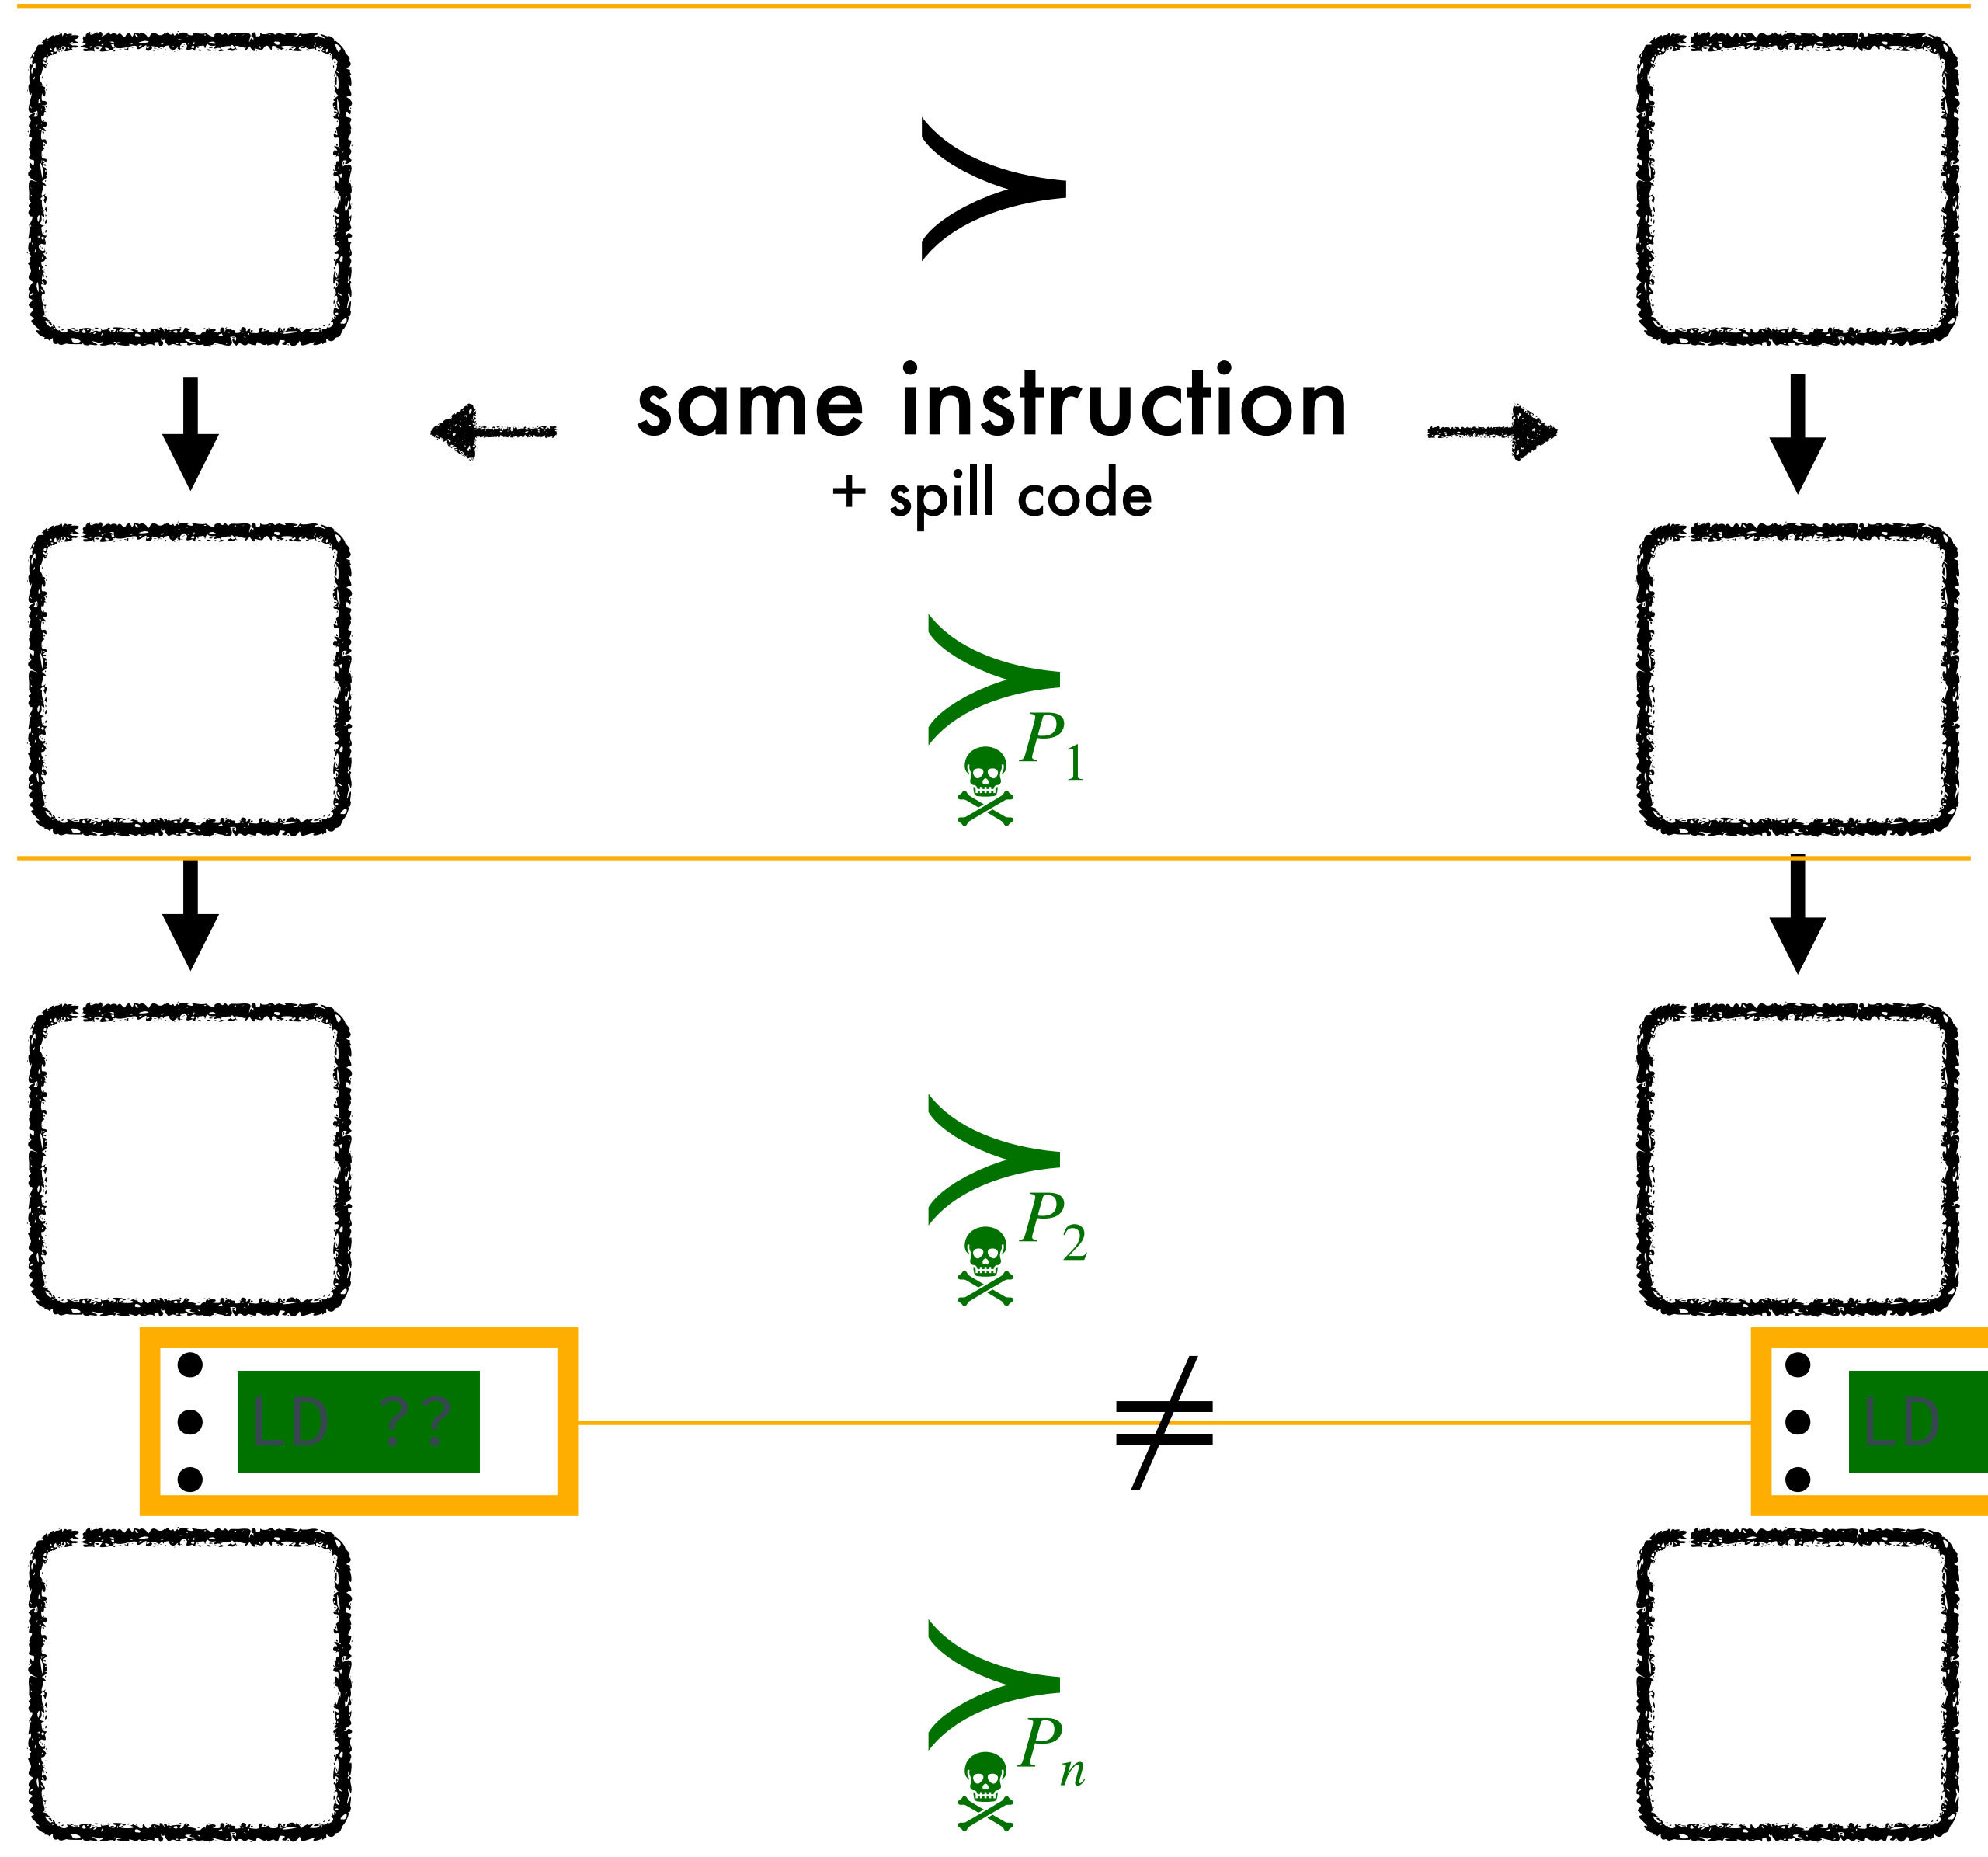 ≻
same instruction
+ spill code
≻☠P₁
≻☠P₂
LD ?? ≠ LD
≻☠Pₙ